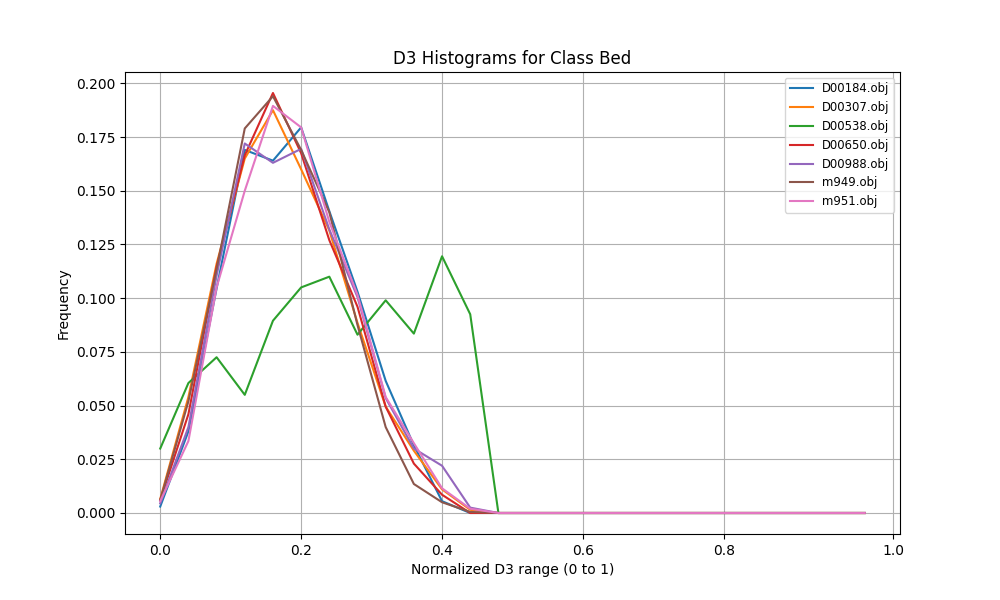 D3 Histograms for Class Bed
0.200
0.175
0.150
0.125
0.100
0.075
0.050
0.025
0.000
Frequency
D00184.obj
D00307.obj
D00538.obj
D00650.obj
D00988.obj
m949.obj
m951.obj
0.0 0.2 0.4 0.6 0.8 1.0
Normalized D3 range (0 to 1)